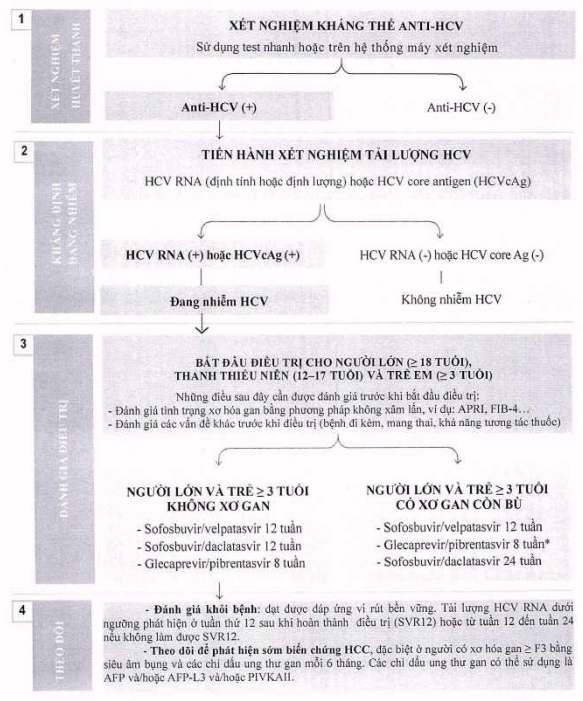 1
XÉT NGHIỆM
HUYẾT THANH
XÉT NGHIỆM KHÁNG THỂ ANTI-HCV
Sử dụng test nhanh hoặc trên hệ thống máy xét nghiệm
Anti-HCV (+)
Anti-HCV (-)
2
KHẲNG ĐỊNH
ĐANG NHIỄM
TIẾN HÀNH XÉT NGHIỆM TẢI LƯỢNG HCV
HCV RNA (định tính hoặc định lượng) hoặc HCV core antigen (HCVcAg)
HCV RNA (+) hoặc HCVcAg (+)
HCV RNA (-) hoặc HCV core Ag (-)
Đang nhiễm HCV
Không nhiễm HCV
3
ĐÁNH GIÁ ĐIỀU TRỊ
BẮT ĐẦU ĐIỀU TRỊ CHO NGƯỜI LỚN (≥ 18 TUỔI),
THANH THIẾU NIÊN (12–17 TUỔI) VÀ TRẺ EM (≥ 3 TUỔI)
Những điều sau đây cần được đánh giá trước khi bắt đầu điều trị:
- Đánh giá tình trạng xơ hóa gan bằng phương pháp không xâm lấn, ví dụ: APRI, FIB-4…
- Đánh giá các vấn đề khác trước khi điều trị (bệnh đi kèm, mang thai, khả năng tương tác thuốc)
NGƯỜI LỚN VÀ TRẺ ≥ 3 TUỔI
KHÔNG XƠ GAN
- Sofosbuvir/velpatasvir 12 tuần
- Sofosbuvir/daclatasvir 12 tuần
- Glecaprevir/pibrentasvir 8 tuần
NGƯỜI LỚN VÀ TRẺ ≥ 3 TUỔI
CÓ XƠ GAN CÒN BÙ
- Sofosbuvir/velpatasvir 12 tuần
- Glecaprevir/pibrentasvir 8 tuần*
- Sofosbuvir/daclatasvir 24 tuần
4
THEO DÕI
- Đánh giá khỏi bệnh: đạt được đáp ứng vi rút bền vững. Tải lượng HCV RNA dưới
ngưỡng phát hiện ở tuần thứ 12 sau khi hoàn thành điều trị (SVR12) hoặc từ tuần 12 đến tuần 24
nếu không làm được SVR12.
- Theo dõi để phát hiện sớm biến chứng HCC, đặc biệt ở người có xơ hóa gan ≥ F3 bằng
siêu âm bụng và các chỉ dấu ung thư gan mỗi 6 tháng. Các chỉ dấu ung thư gan có thể sử dụng là
AFP và/hoặc AFP-L3 và/hoặc PIVKAII.